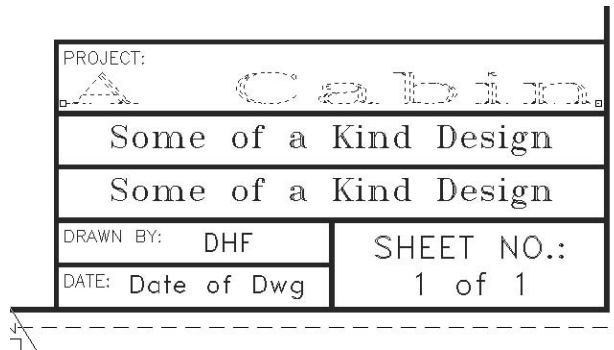 PROJECT:
A Cabin
Some of a Kind Design
Some of a Kind Design
DRAWN BY: DHF
SHEET NO.:
DATE: Date of Dwg
1 of 1